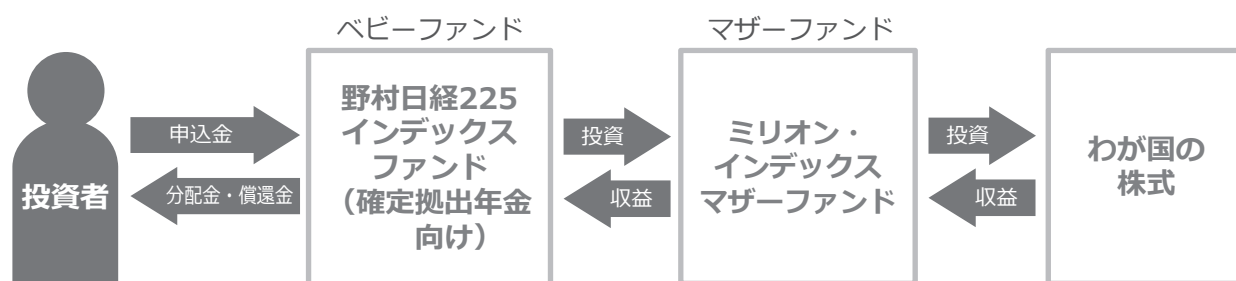 ベビーファンド
マザーファンド
投資者
申込金
分配金・償還金
野村日経225
インデックス
ファンド
（確定拠出年金
向け）
投資
収益
ミリオン・
インデックス
マザーファンド
投資
収益
わが国の
株式